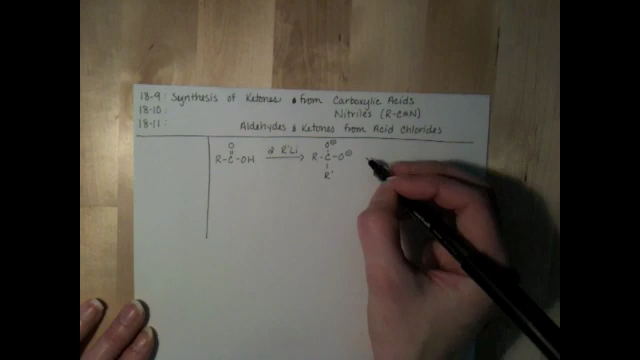 18-9: Synthesis of Ketones from Carboxylic Acids
18-10: Nitriles (R-C≡N)
18-11: Aldehydes & Ketones from Acid Chlorides
O O⊖
R-C-OH 2 R'Li R-C-O⊖
R'